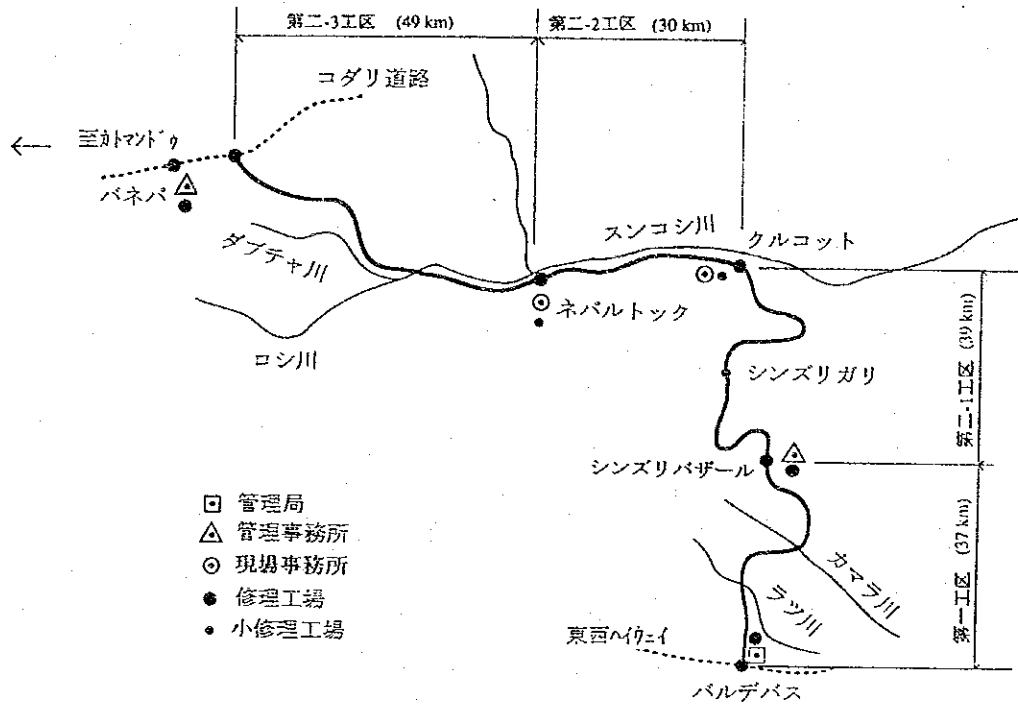 第二-3工区 (49 km)
第二-2工区 (30 km)
コダリ道路
至カトマンドゥ
バネパ
ダプチャ川
スンコシ川
クルコット
ネパルトック
コシ川
シンズリガリ
第二-1工区 (39 km)
シンズリバザール
管理局
管理事務所
現場事務所
修理工場
小修理工場
カマラ川
ラツ川
第一工区 (37 km)
東西ハイウェイ
バルデバス